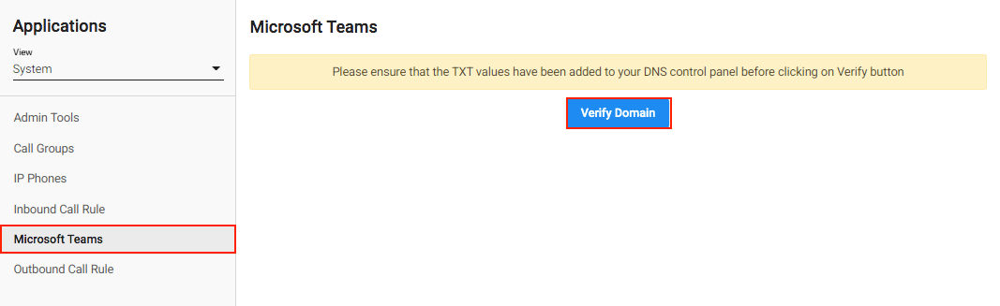 Applications
View
System
Admin Tools
Call Groups
IP Phones
Inbound Call Rule
Microsoft Teams
Outbound Call Rule
Microsoft Teams
Please ensure that the TXT values have been added to your DNS control panel before clicking on Verify button
Verify Domain